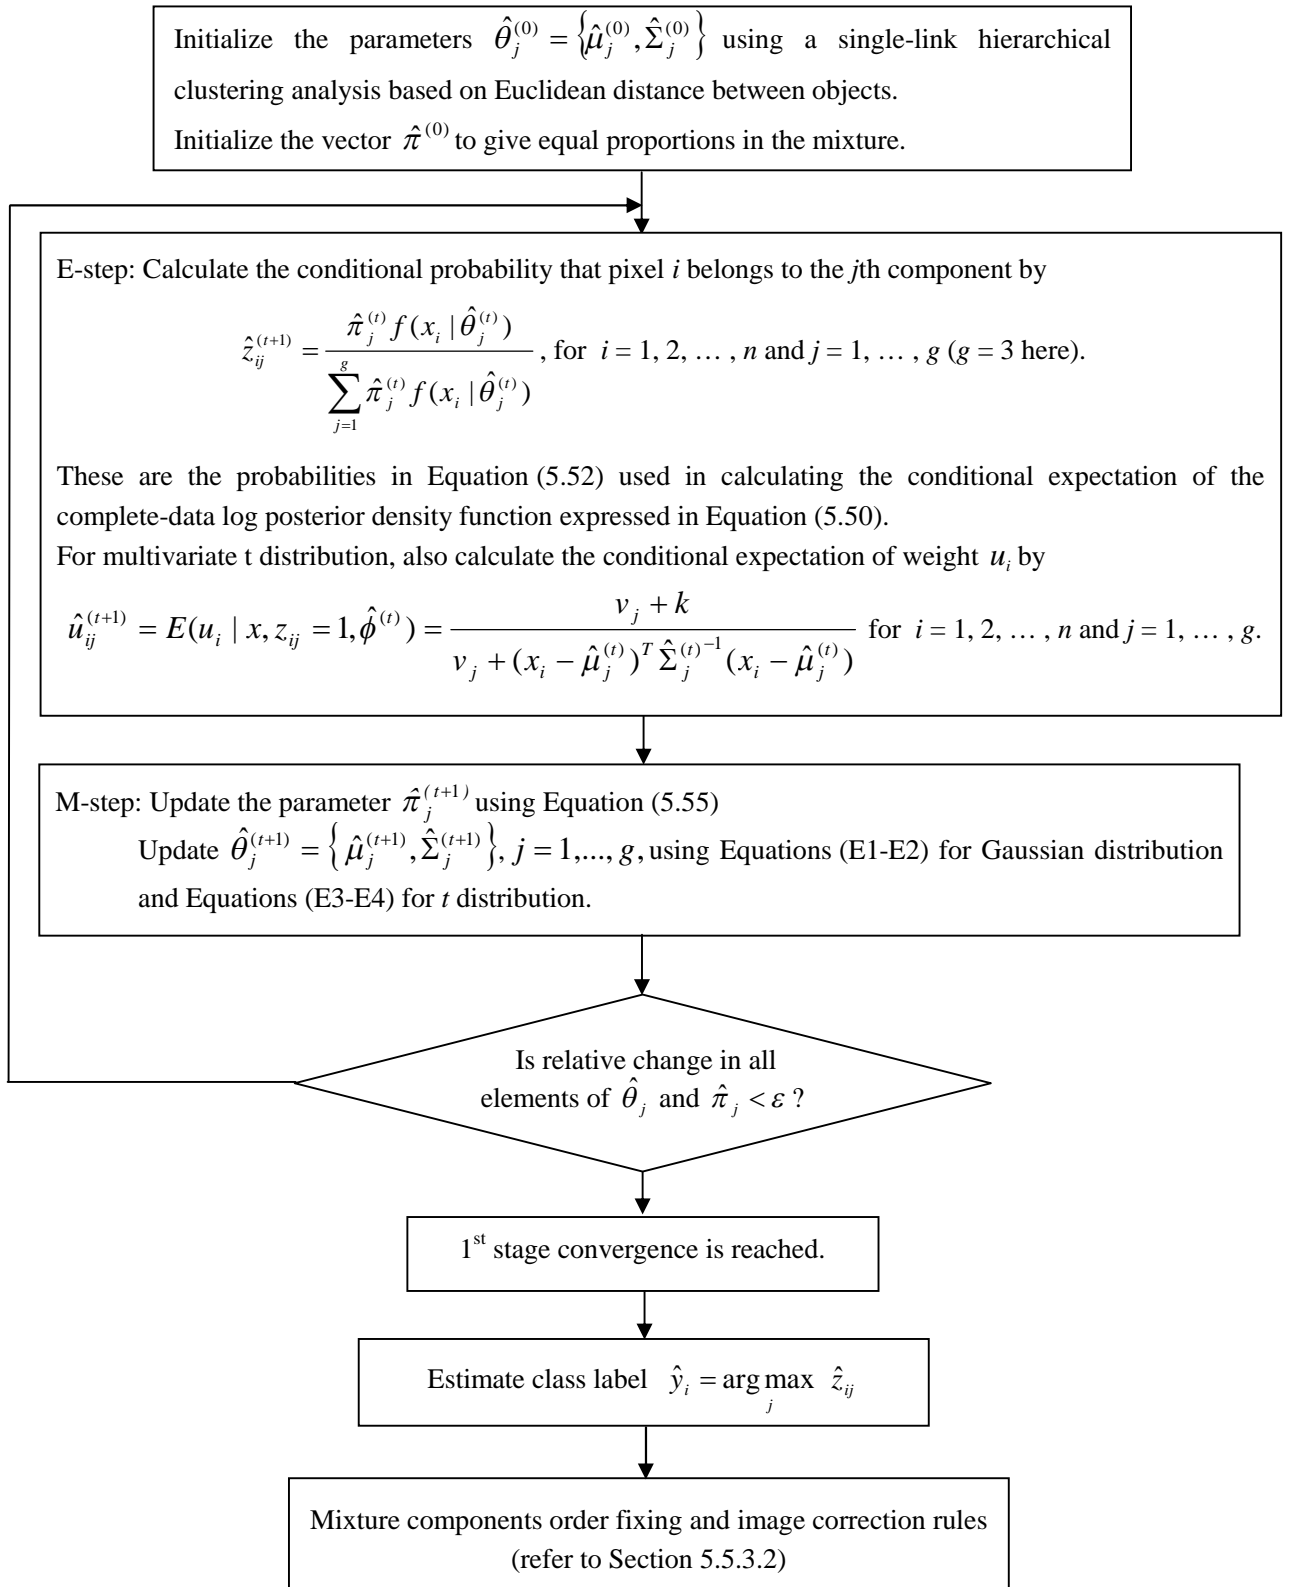 Initialize the parameters θ̂_j^(0) = {μ̂_j^(0), Σ̂_j^(0)} using a single-link hierarchical
clustering analysis based on Euclidean distance between objects.
Initialize the vector π̂^(0) to give equal proportions in the mixture.
E-step: Calculate the conditional probability that pixel i belongs to the jth component by
ẑ_ij^(t+1) = π̂_j^(t) f(x_i | θ̂_j^(t)) / ∑_{j=1}^{g} π̂_j^(t) f(x_i | θ̂_j^(t)) , for i = 1, 2, … , n and j = 1, … , g (g = 3 here).
These are the probabilities in Equation (5.52) used in calculating the conditional expectation of the
complete-data log posterior density function expressed in Equation (5.50).
For multivariate t distribution, also calculate the conditional expectation of weight u_i by
û_ij^(t+1) = E(u_i | x, z_ij = 1, ϕ̂^(t)) = (v_j + k) / (v_j + (x_i − μ̂_j^(t))^T Σ̂_j^(t)−1 (x_i − μ̂_j^(t))) for i = 1, 2, … , n and j = 1, … , g.
M-step: Update the parameter π̂_j^(t+1) using Equation (5.55)
Update θ̂_j^(t+1) = { μ̂_j^(t+1), Σ̂_j^(t+1) }, j = 1,..., g, using Equations (E1-E2) for Gaussian distribution
and Equations (E3-E4) for t distribution.
Is relative change in all
elements of θ̂_j and π̂_j < ε ?
1^st stage convergence is reached.
Estimate class label ŷ_i = arg max_j ẑ_ij
Mixture components order fixing and image correction rules
(refer to Section 5.5.3.2)